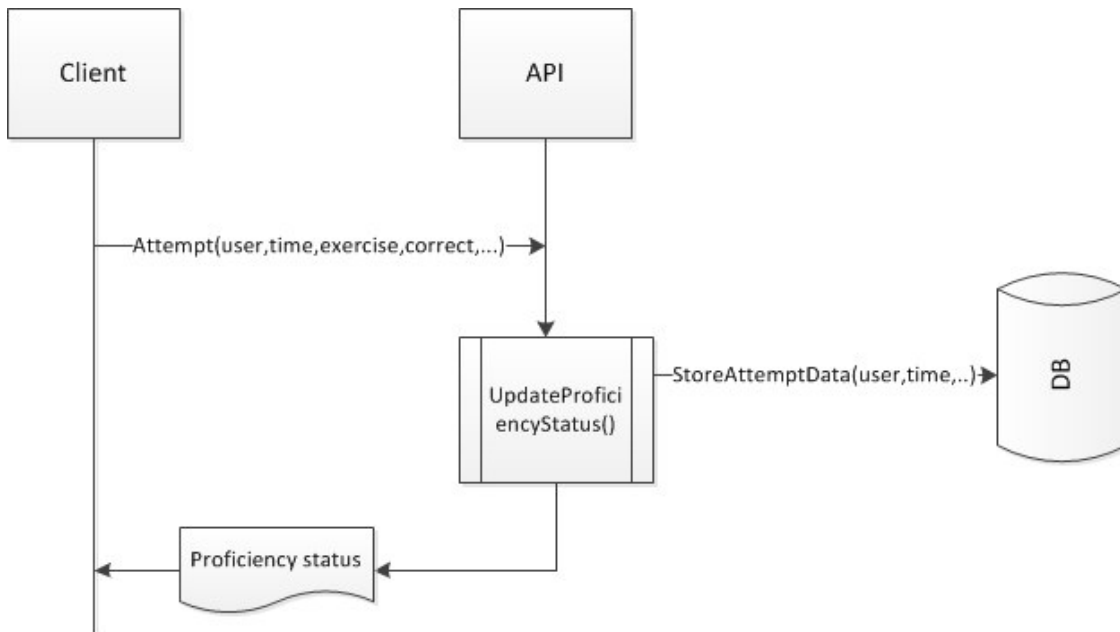 Client
API
Attempt(user,time,exercise,correct,...)
UpdateProfici
encyStatus()
StoreAttemptData(user,time,..)
DB
Proficiency status